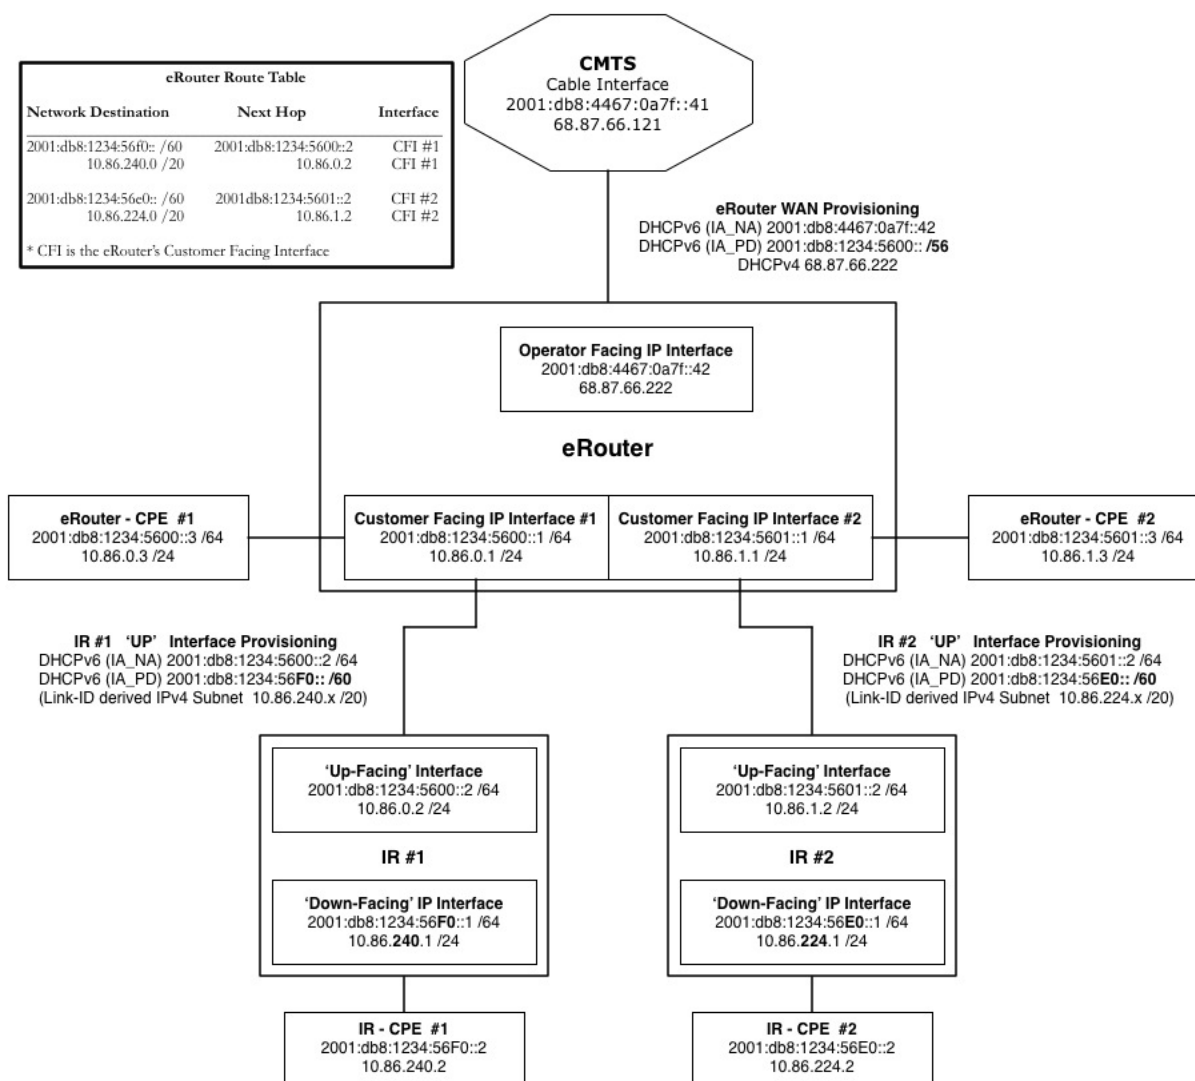 CMTS
Cable Interface
2001:db8:4467:0a7f::41
68.87.66.121
eRouter Route Table
Network Destination Next Hop Interface
2001:db8:1234:56f0:: /60 2001:db8:1234:5600::2 CFI #1
10.86.240.0 /20 10.86.0.2 CFI #1
2001:db8:1234:56e0:: /60 2001db8:1234:5601::2 CFI #2
10.86.224.0 /20 10.86.1.2 CFI #2
* CFI is the eRouter's Customer Facing Interface
eRouter WAN Provisioning
DHCPv6 (IA_NA) 2001:db8:4467:0a7f::42
DHCPv6 (IA_PD) 2001:db8:1234:5600:: /56
DHCPv4 68.87.66.222
Operator Facing IP Interface
2001:db8:4467:0a7f::42
68.87.66.222
eRouter
eRouter - CPE #1
2001:db8:1234:5600::3 /64
10.86.0.3 /24
Customer Facing IP Interface #1
2001:db8:1234:5600::1 /64
10.86.0.1 /24
Customer Facing IP Interface #2
2001:db8:1234:5601::1 /64
10.86.1.1 /24
eRouter - CPE #2
2001:db8:1234:5601::3 /64
10.86.1.3 /24
IR #1 ‘UP’ Interface Provisioning
DHCPv6 (IA_NA) 2001:db8:1234:5600::2 /64
DHCPv6 (IA_PD) 2001:db8:1234:56F0:: /60
(Link-ID derived IPv4 Subnet 10.86.240.x /20)
IR #2 ‘UP’ Interface Provisioning
DHCPv6 (IA_NA) 2001:db8:1234:5601::2 /64
DHCPv6 (IA_PD) 2001:db8:1234:56E0:: /60
(Link-ID derived IPv4 Subnet 10.86.224.x /20)
‘Up-Facing’ Interface
2001:db8:1234:5600::2 /64
10.86.0.2 /24
IR #1
‘Down-Facing’ IP Interface
2001:db8:1234:56F0::1 /64
10.86.240.1 /24
‘Up-Facing’ Interface
2001:db8:1234:5601::2 /64
10.86.1.2 /24
IR #2
‘Down-Facing’ IP Interface
2001:db8:1234:56E0::1 /64
10.86.224.1 /24
IR - CPE #1
2001:db8:1234:56F0::2
10.86.240.2
IR - CPE #2
2001:db8:1234:56E0::2
10.86.224.2